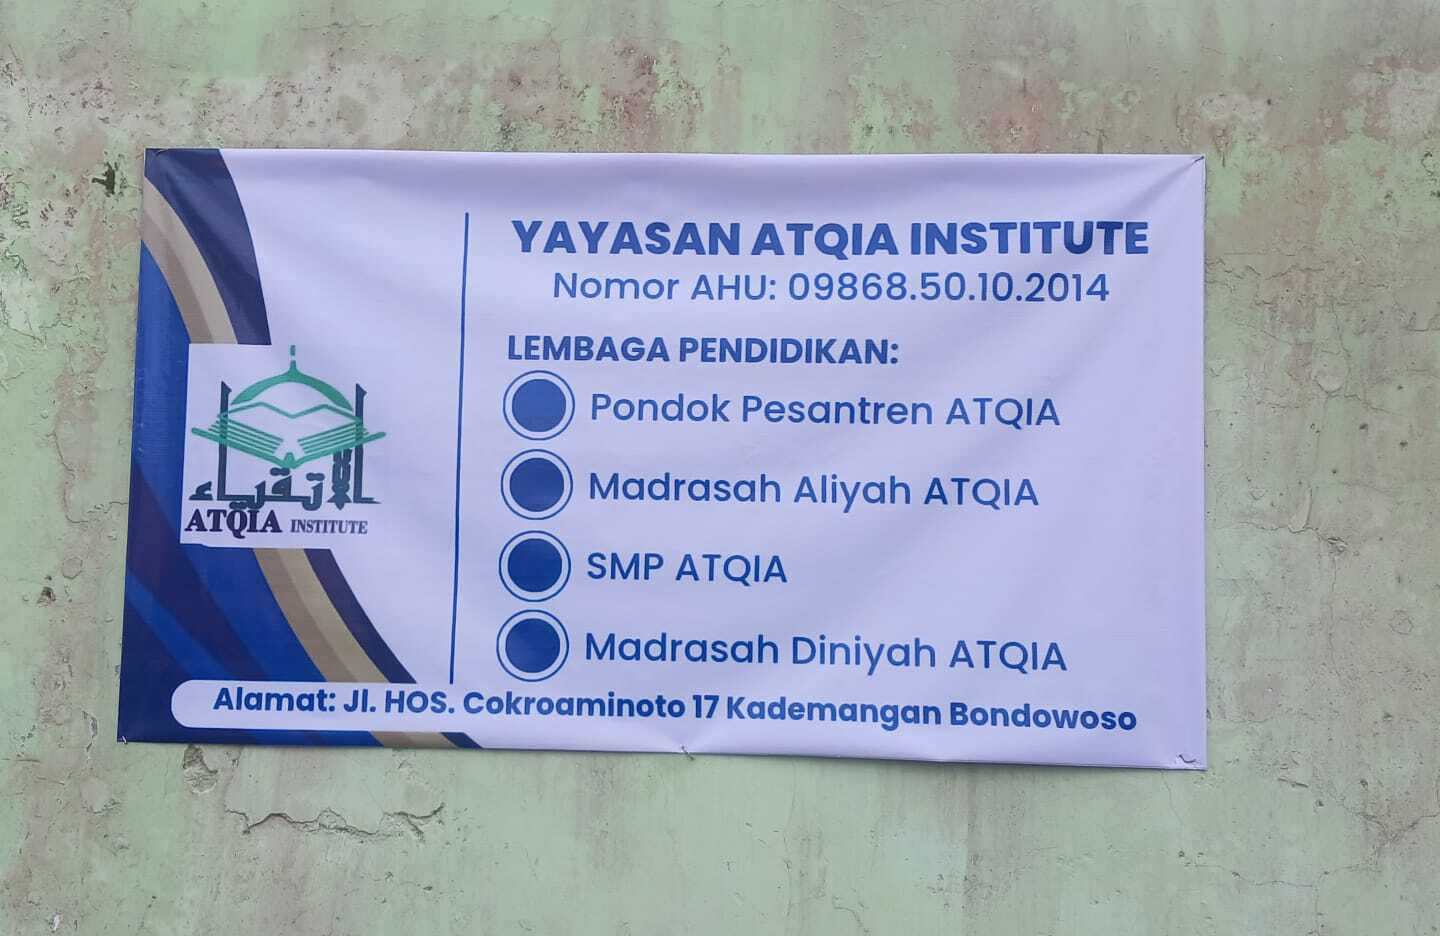 YAYASAN ATQIA INSTITUTE
Nomor AHU: 09868.50.10.2014
LEMBAGA PENDIDIKAN:
Pondok Pesantren ATQIA
Madrasah Aliyah ATQIA
SMP ATQIA
Madrasah Diniyah ATQIA
الاتقياء
ATQIA INSTITUTE
Alamat: Jl. HOS. Cokroaminoto 17 Kademangan Bondowoso